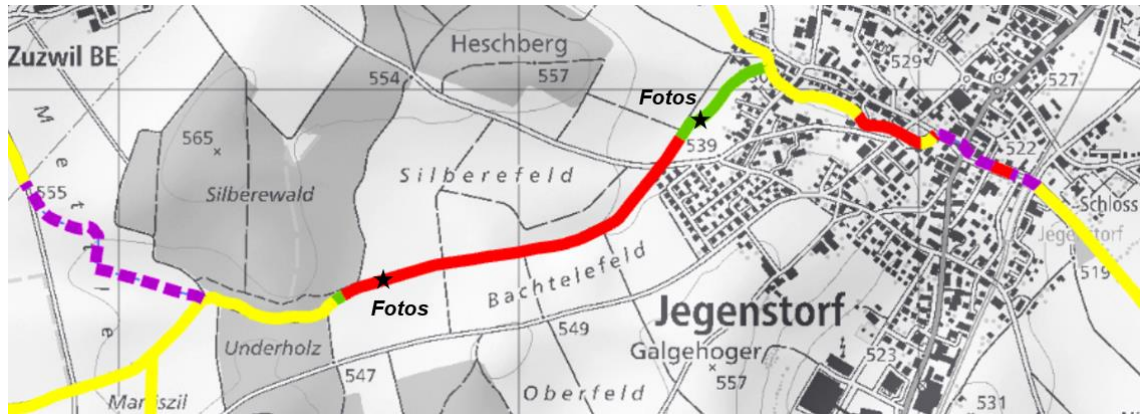 Zuzwil BE
Heschberg
554
557
529
527
Fotos
565
539
522
Silberefeld
555
Silberewald
Schloss
Jegenstorf
519
Mettle
Fotos
Bachtelefeld
Jegenstorf
549
Underholz
Galgehoger
523
547
557
Oberfeld
531